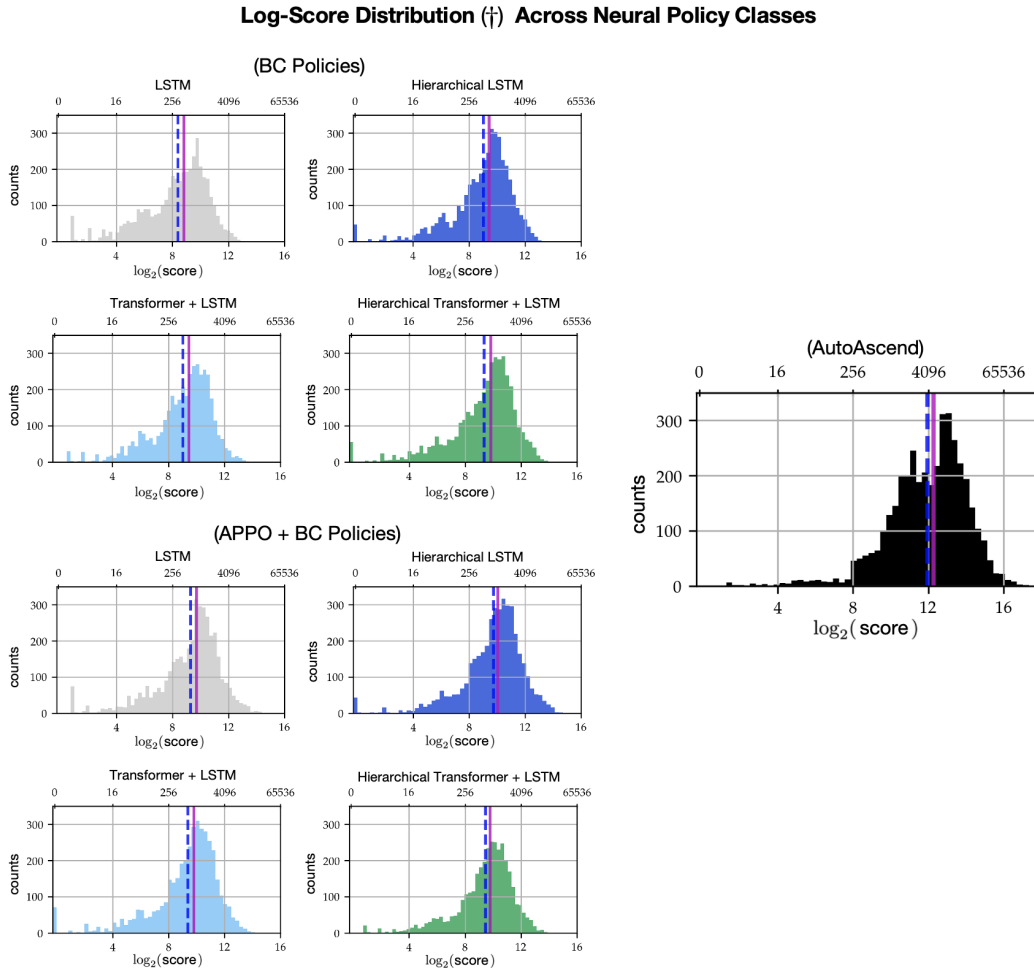 Log-Score Distribution (†) Across Neural Policy Classes
(BC Policies)
LSTM
0 16 256 4096 65536
counts
300
200
100
0
4 8 12 16
log₂(score)
Hierarchical LSTM
0 16 256 4096 65536
counts
300
200
100
0
4 8 12 16
log₂(score)
Transformer + LSTM
0 16 256 4096 65536
counts
300
200
100
0
4 8 12 16
log₂(score)
Hierarchical Transformer + LSTM
0 16 256 4096 65536
counts
300
200
100
0
4 8 12 16
log₂(score)
(AutoAscend)
0 16 256 4096 65536
counts
300
200
100
0
4 8 12 16
log₂(score)
(APPO + BC Policies)
LSTM
0 16 256 4096 65536
counts
300
200
100
0
4 8 12 16
log₂(score)
Hierarchical LSTM
0 16 256 4096 65536
counts
300
200
100
0
4 8 12 16
log₂(score)
Transformer + LSTM
0 16 256 4096 65536
counts
300
200
100
0
4 8 12 16
log₂(score)
Hierarchical Transformer + LSTM
0 16 256 4096 65536
counts
300
200
100
0
4 8 12 16
log₂(score)